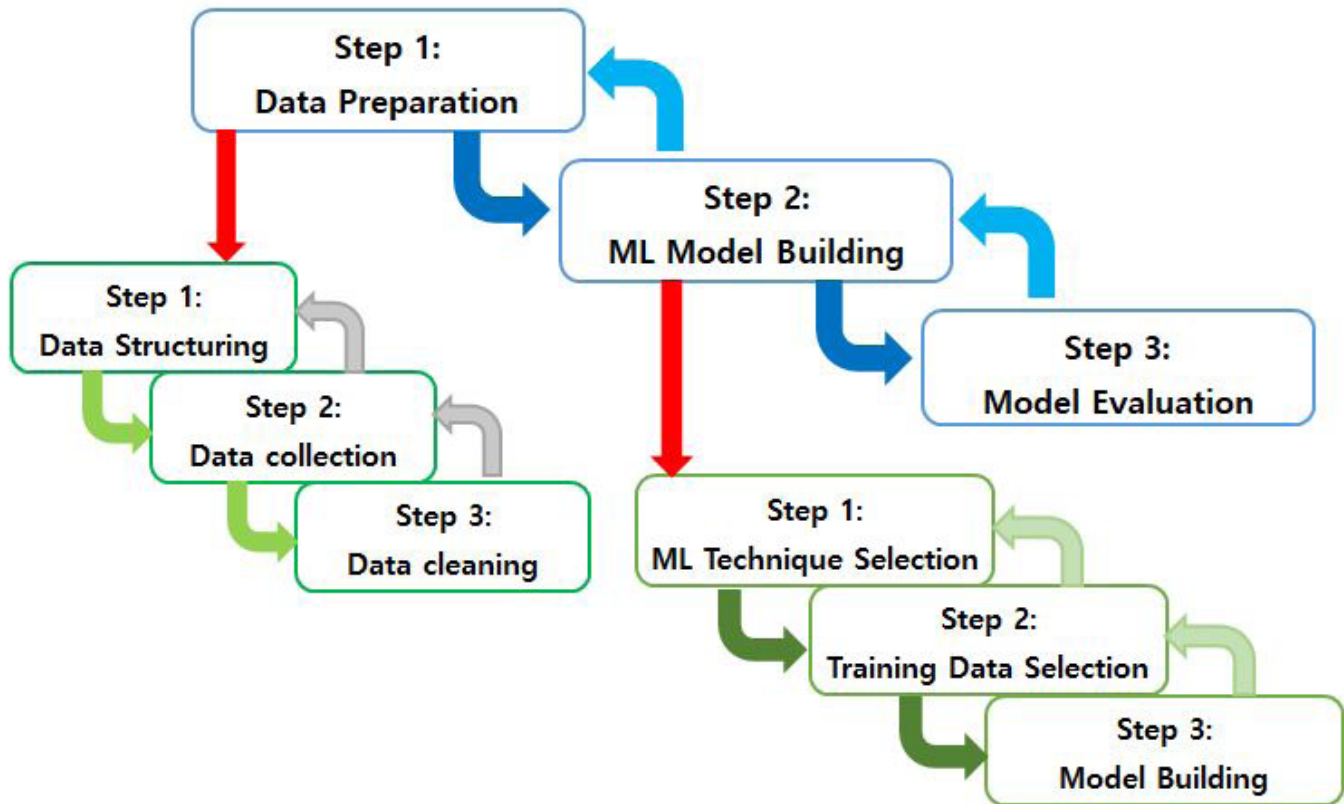 Step 1:
Data Preparation
Step 2:
ML Model Building
Step 3:
Model Evaluation
Step 1:
Data Structuring
Step 2:
Data collection
Step 3:
Data cleaning
Step 1:
ML Technique Selection
Step 2:
Training Data Selection
Step 3:
Model Building